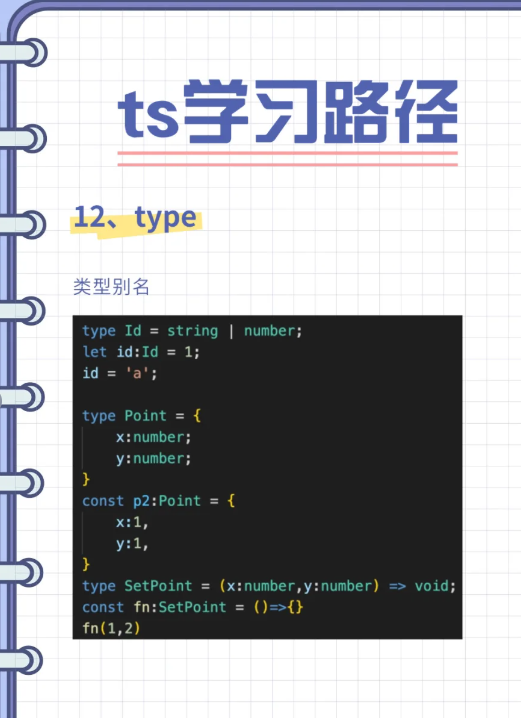 ts学习路径
12、type
类型别名
type Id = string | number;
let id:Id = 1;
id = 'a';
type Point = {
    x:number;
    y:number;
}
const p2:Point = {
    x:1,
    y:1,
}
type SetPoint = (x:number,y:number) => void;
const fn:SetPoint = ()=>{}
fn(1,2)